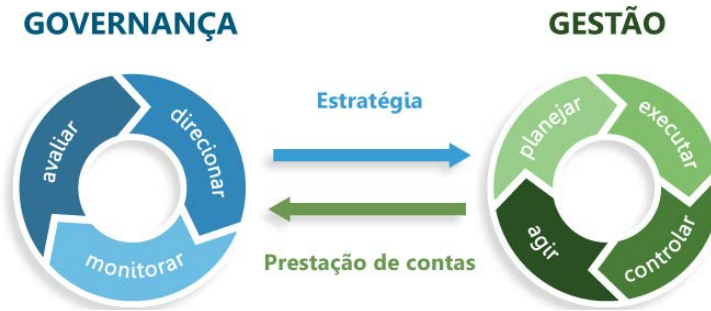 GOVERNANÇA
GESTÃO
avaliar
direcionar
monitorar
Estratégia
Prestação de contas
planejar
executar
controlar
agir